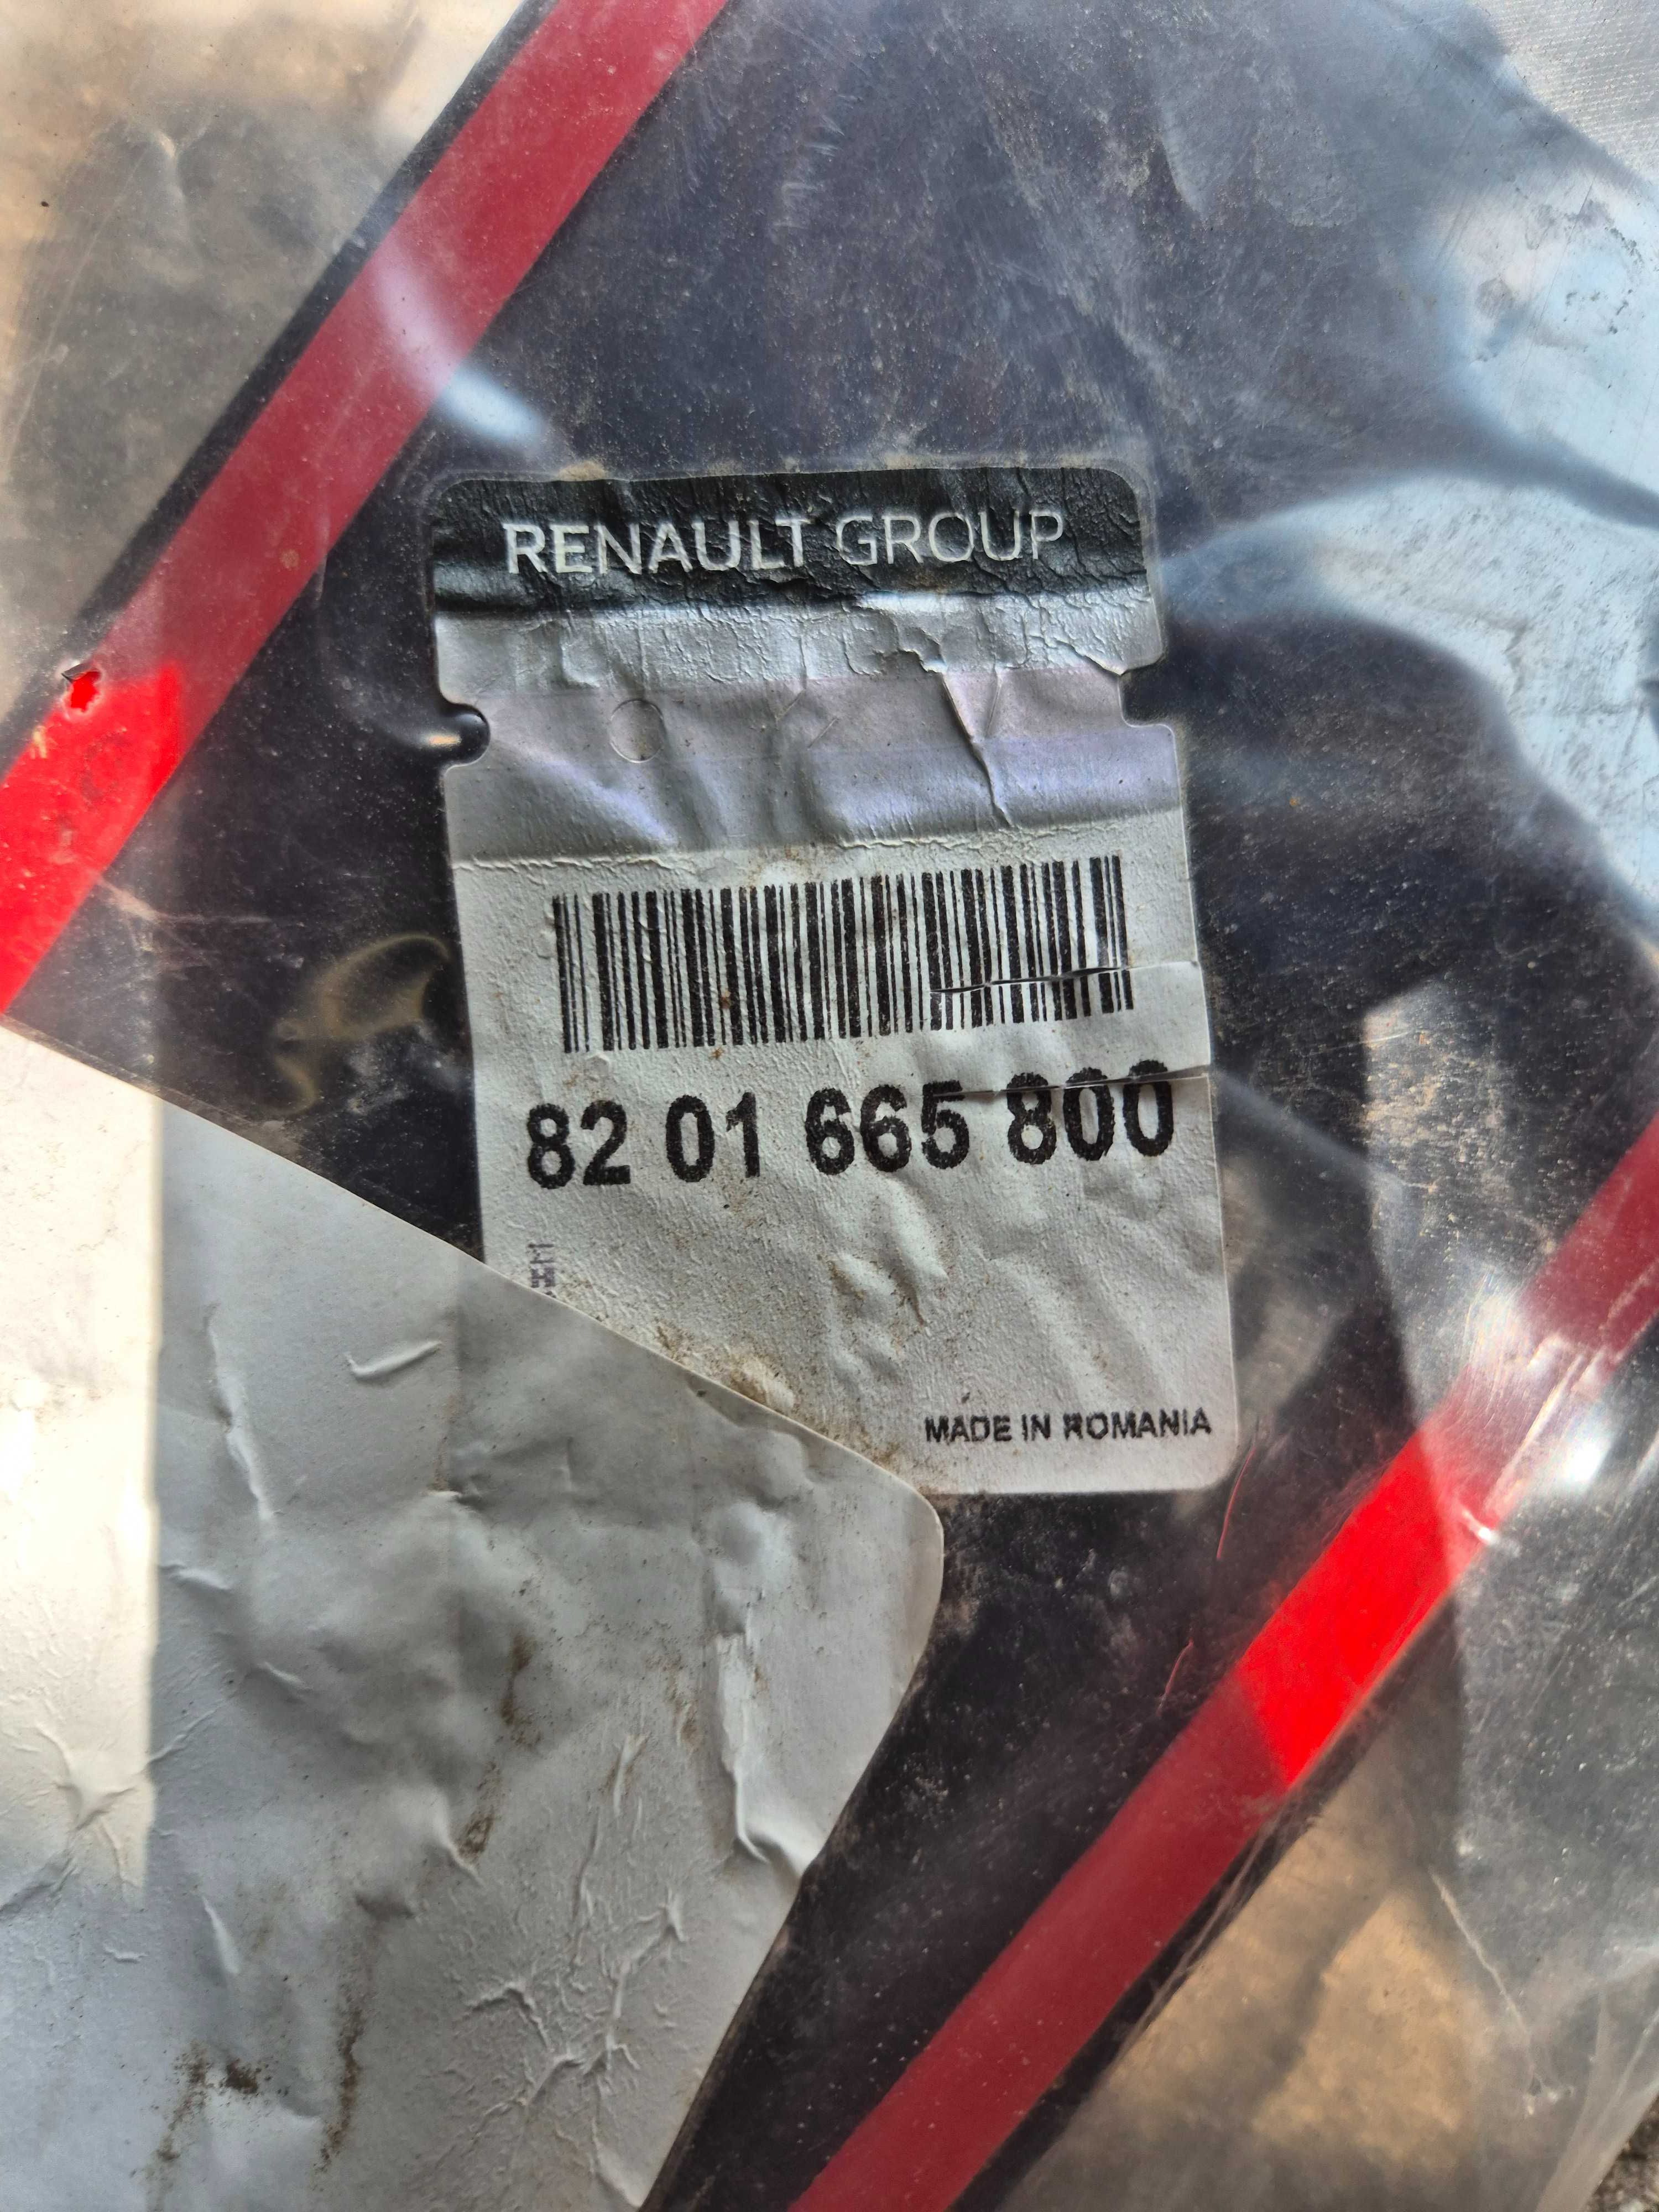 RENAULT GROUP
82 01 665 800
MADE IN ROMANIA